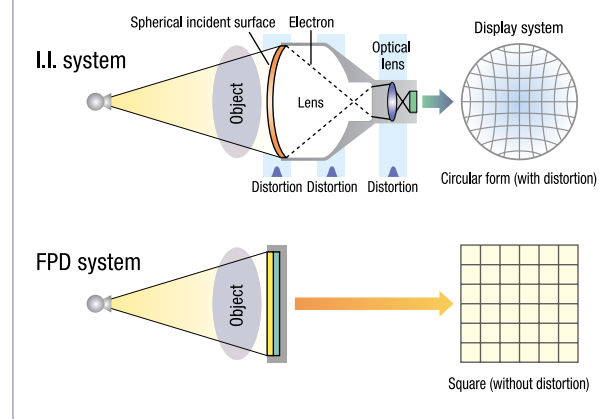 Spherical incident surface
Electron
Display system
I.I. system
Optical
lens
Object
Lens
Distortion
Distortion
Distortion
Circular form (with distortion)
FPD system
Object
Square (without distortion)